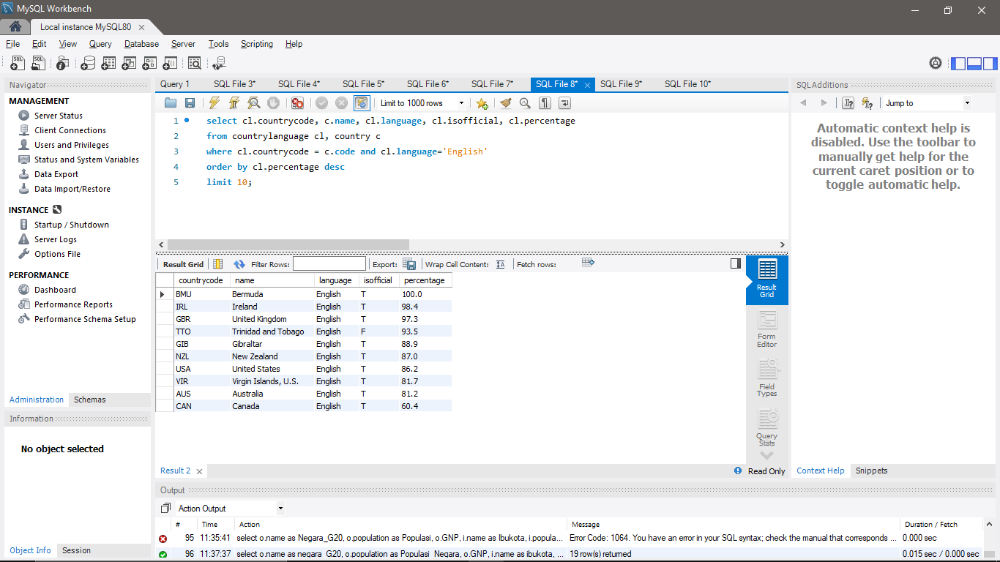 MySQL Workbench
Local instance MySQL80
File Edit View Query Database Server Tools Scripting Help
Navigator
MANAGEMENT
Server Status
Client Connections
Users and Privileges
Status and System Variables
Data Export
Data Import/Restore
INSTANCE
Startup / Shutdown
Server Logs
Options File
PERFORMANCE
Dashboard
Performance Reports
Performance Schema Setup
Administration Schemas
Information
No object selected
Object Info Session
Query 1 SQL File 3* SQL File 4* SQL File 5* SQL File 6* SQL File 7* SQL File 8* SQL File 9* SQL File 10*
Limit to 1000 rows
1 select cl.countrycode, c.name, cl.language, cl.isofficial, cl.percentage
2 from countrylanguage cl, country c
3 where cl.countrycode = c.code and cl.language='English'
4 order by cl.percentage desc
5 limit 10;
Result Grid Filter Rows: Export: Wrap Cell Content: Fetch rows:
countrycode name language isofficial percentage
BMU Bermuda English T 100.0
IRL Ireland English T 98.4
GBR United Kingdom English T 97.3
TTO Trinidad and Tobago English F 93.5
GIB Gibraltar English T 88.9
NZL New Zealand English T 87.0
USA United States English T 86.2
VIR Virgin Islands, U.S. English T 81.7
AUS Australia English T 81.2
CAN Canada English T 60.4
Result
Grid
Form
Editor
Field
Types
Query
Stats
Result 2 Read Only
SQLAdditions
Jump to
Automatic context help is
disabled. Use the toolbar to
manually get help for the
current caret position or to
toggle automatic help.
Context Help Snippets
Output
Action Output
# Time Action Message Duration / Fetch
95 11:35:41 select o.name as Negara_G20, o.population as Populasi, o.GNP, i.name as Ibukota, i.popula... Error Code: 1064. You have an error in your SQL syntax; check the manual that corresponds ... 0.000 sec
96 11:37:37 select o.name as negara_G20, o.population as Populasi_Negara, o.GNP, i.name as ibukota, ... 19 row(s) returned 0.015 sec / 0.000 sec